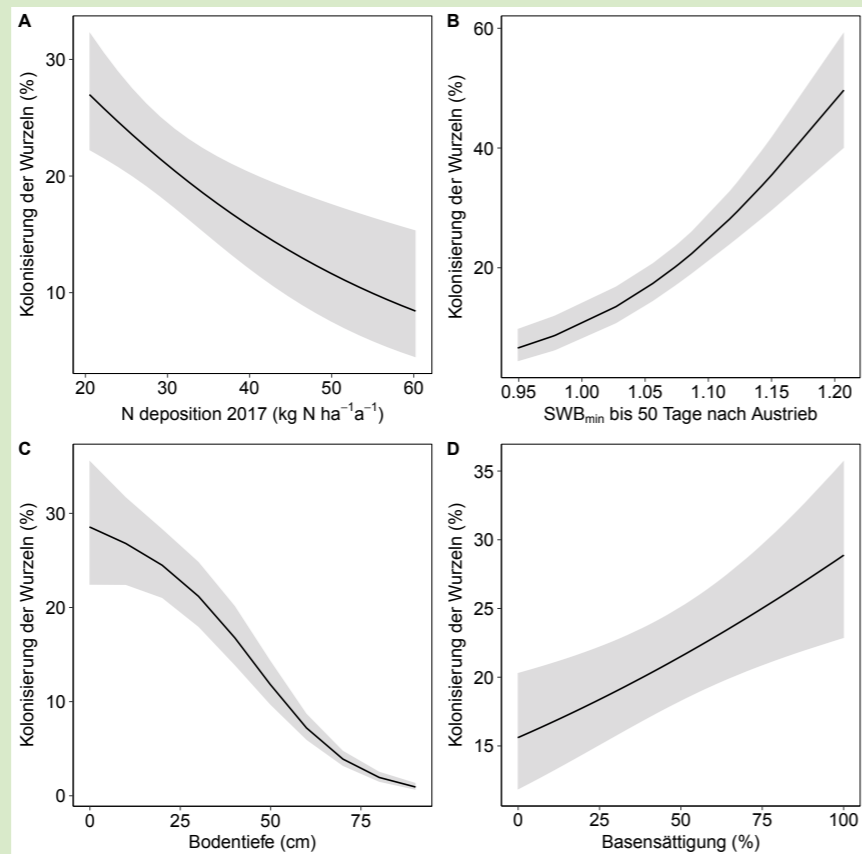 A
Kolonisierung der Wurzeln (%)
30
20
10
20 30 40 50 60
N deposition 2017 (kg N ha⁻¹a⁻¹)
B
Kolonisierung der Wurzeln (%)
60
40
20
0.95 1.00 1.05 1.10 1.15 1.20
SWBmin bis 50 Tage nach Austrieb
C
Kolonisierung der Wurzeln (%)
30
20
10
0
0 25 50 75
Bodentiefe (cm)
D
Kolonisierung der Wurzeln (%)
35
30
25
20
15
0 25 50 75 100
Basensättigung (%)